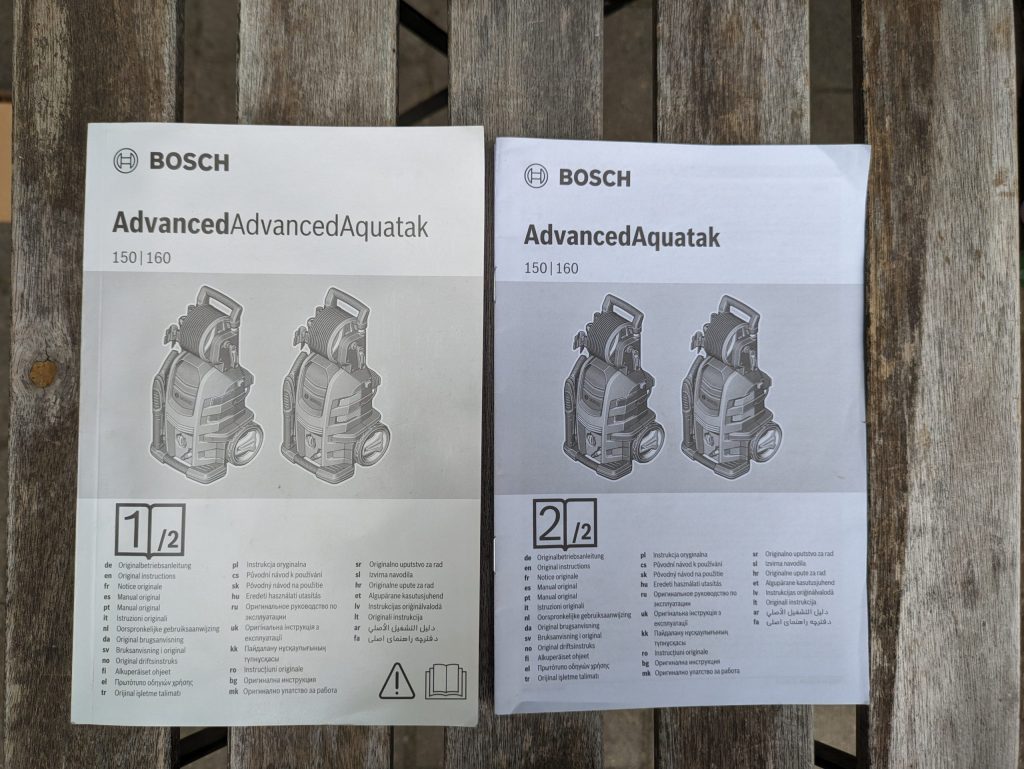 BOSCH
AdvancedAdvancedAquatak
150|160
1/2
de Originalbetriebsanleitung
en Original instructions
fr Notice originale
es Manual original
pt Manual original
it Istruzioni originali
nl Oorspronkelijke gebruiksaanwijzing
da Original brugsanvisning
sv Bruksanvisning i original
no Original driftsinstruks
fi Alkuperäiset ohjeet
el Πρωτότυπο οδηγιών χρήσης
tr Orijinal işletme talimatı
pl Instrukcja oryginalna
cs Původní návod k používání
sk Pôvodný návod na použitie
hu Eredeti használati utasítás
ru Оригинальное руководство по
эксплуатации
uk Оригінальна інструкція з
експлуатації
kk Пайдалану нұсқаулығының
түпнұсқасы
ro Instrucțiuni originale
bg Оригинална инструкция
mk Оригинално упатство за работа
sr Originalno uputstvo za rad
sl Izvirna navodila
hr Originalne upute za rad
et Algupärane kasutusjuhend
lv Instrukcijas oriģinālvalodā
lt Originali instrukcija
ar دليل التشغيل الأصلي
fa دفترچه راهنمای اصلی
BOSCH
AdvancedAquatak
150|160
2/2
de Originalbetriebsanleitung
en Original instructions
fr Notice originale
es Manual original
pt Manual original
it Istruzioni originali
nl Oorspronkelijke gebruiksaanwijzing
da Original brugsanvisning
sv Bruksanvisning i original
no Original driftsinstruks
fi Alkuperäiset ohjeet
el Πρωτότυπο οδηγιών χρήσης
tr Orijinal işletme talimatı
pl Instrukcja oryginalna
cs Původní návod k používání
sk Pôvodný návod na použitie
hu Eredeti használati utasítás
ru Оригинальное руководство по
эксплуатации
uk Оригінальна інструкція з
експлуатації
kk Пайдалану нұсқаулығының
түпнұсқасы
ro Instrucțiuni originale
bg Оригинална инструкция
mk Оригинално упатство за работа
sr Originalno uputstvo za rad
sl Izvirna navodila
hr Originalne upute za rad
et Algupärane kasutusjuhend
lv Instrukcijas oriģinālvalodā
lt Originali instrukcija
ar دليل التشغيل الأصلي
fa دفترچه راهنمای اصلی